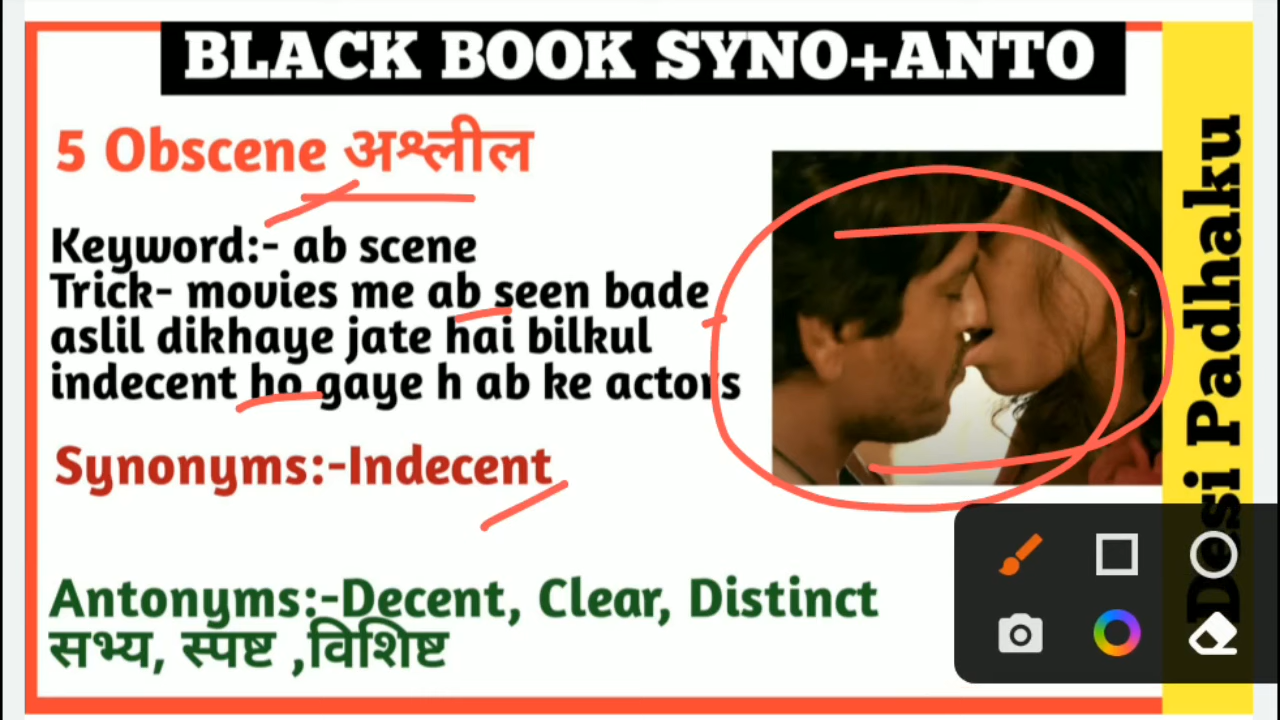 BLACK BOOK SYNO+ANTO
5 Obscene अश्लील
Keyword:- ab scene
Trick- movies me ab seen bade
aslil dikhaye jate hai bilkul
indecent ho gaye h ab ke actors
Synonyms:-Indecent
Antonyms:-Decent, Clear, Distinct
सभ्य, स्पष्ट ,विशिष्ट
Desi Padhaku